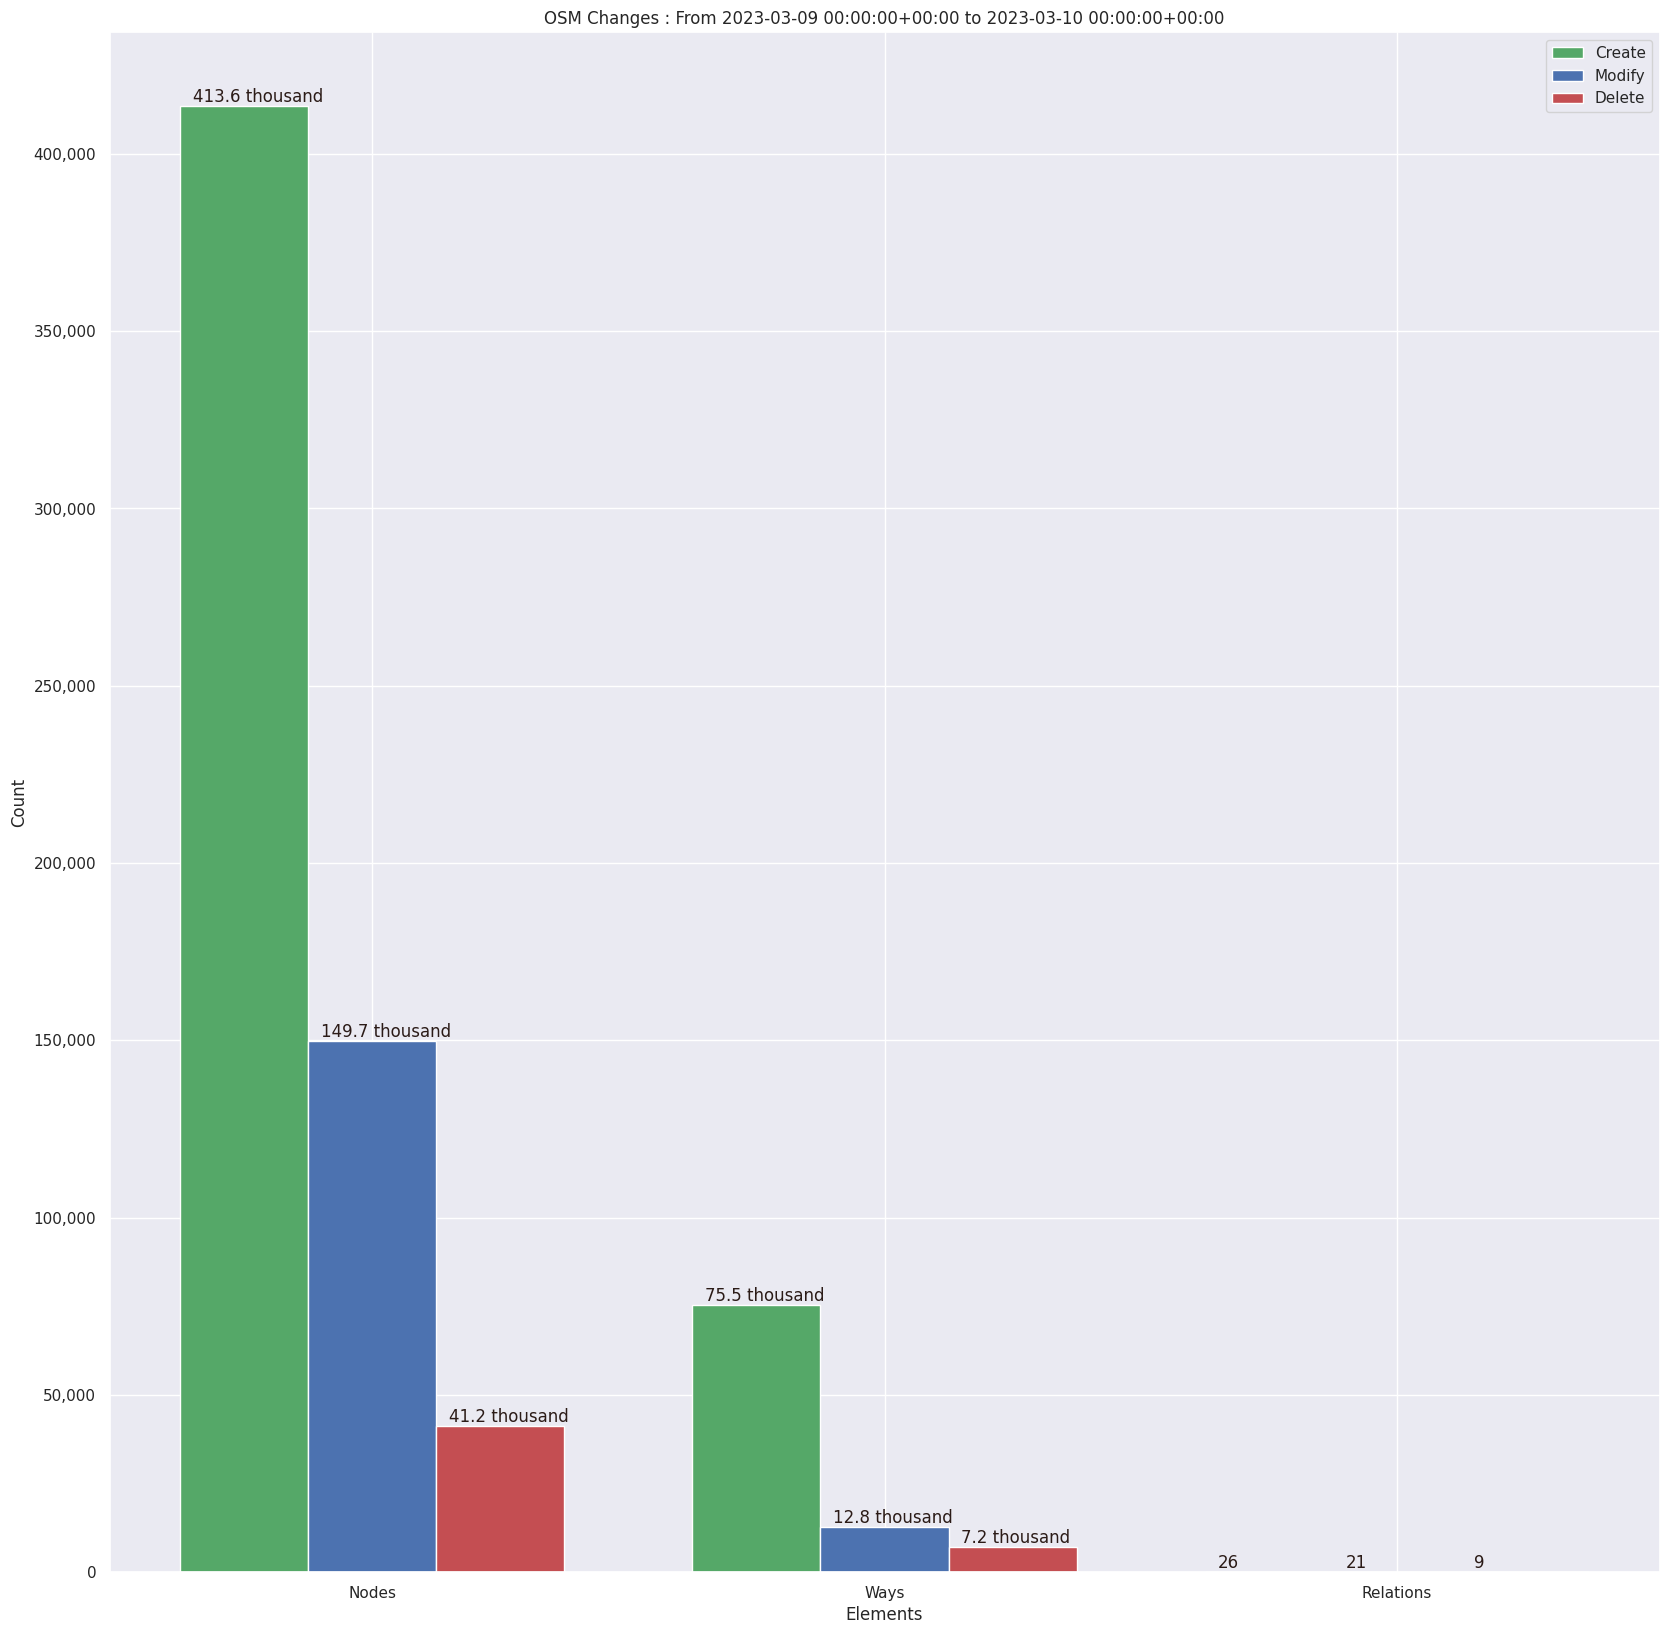 OSM Changes : From 2023-03-09 00:00:00+00:00 to 2023-03-10 00:00:00+00:00
Create
Modify
Delete
413.6 thousand
400,000
350,000
300,000
250,000
Count
200,000
149.7 thousand
150,000
100,000
75.5 thousand
50,000
41.2 thousand
12.8 thousand
7.2 thousand
26
21
9
0
Nodes
Ways
Relations
Elements